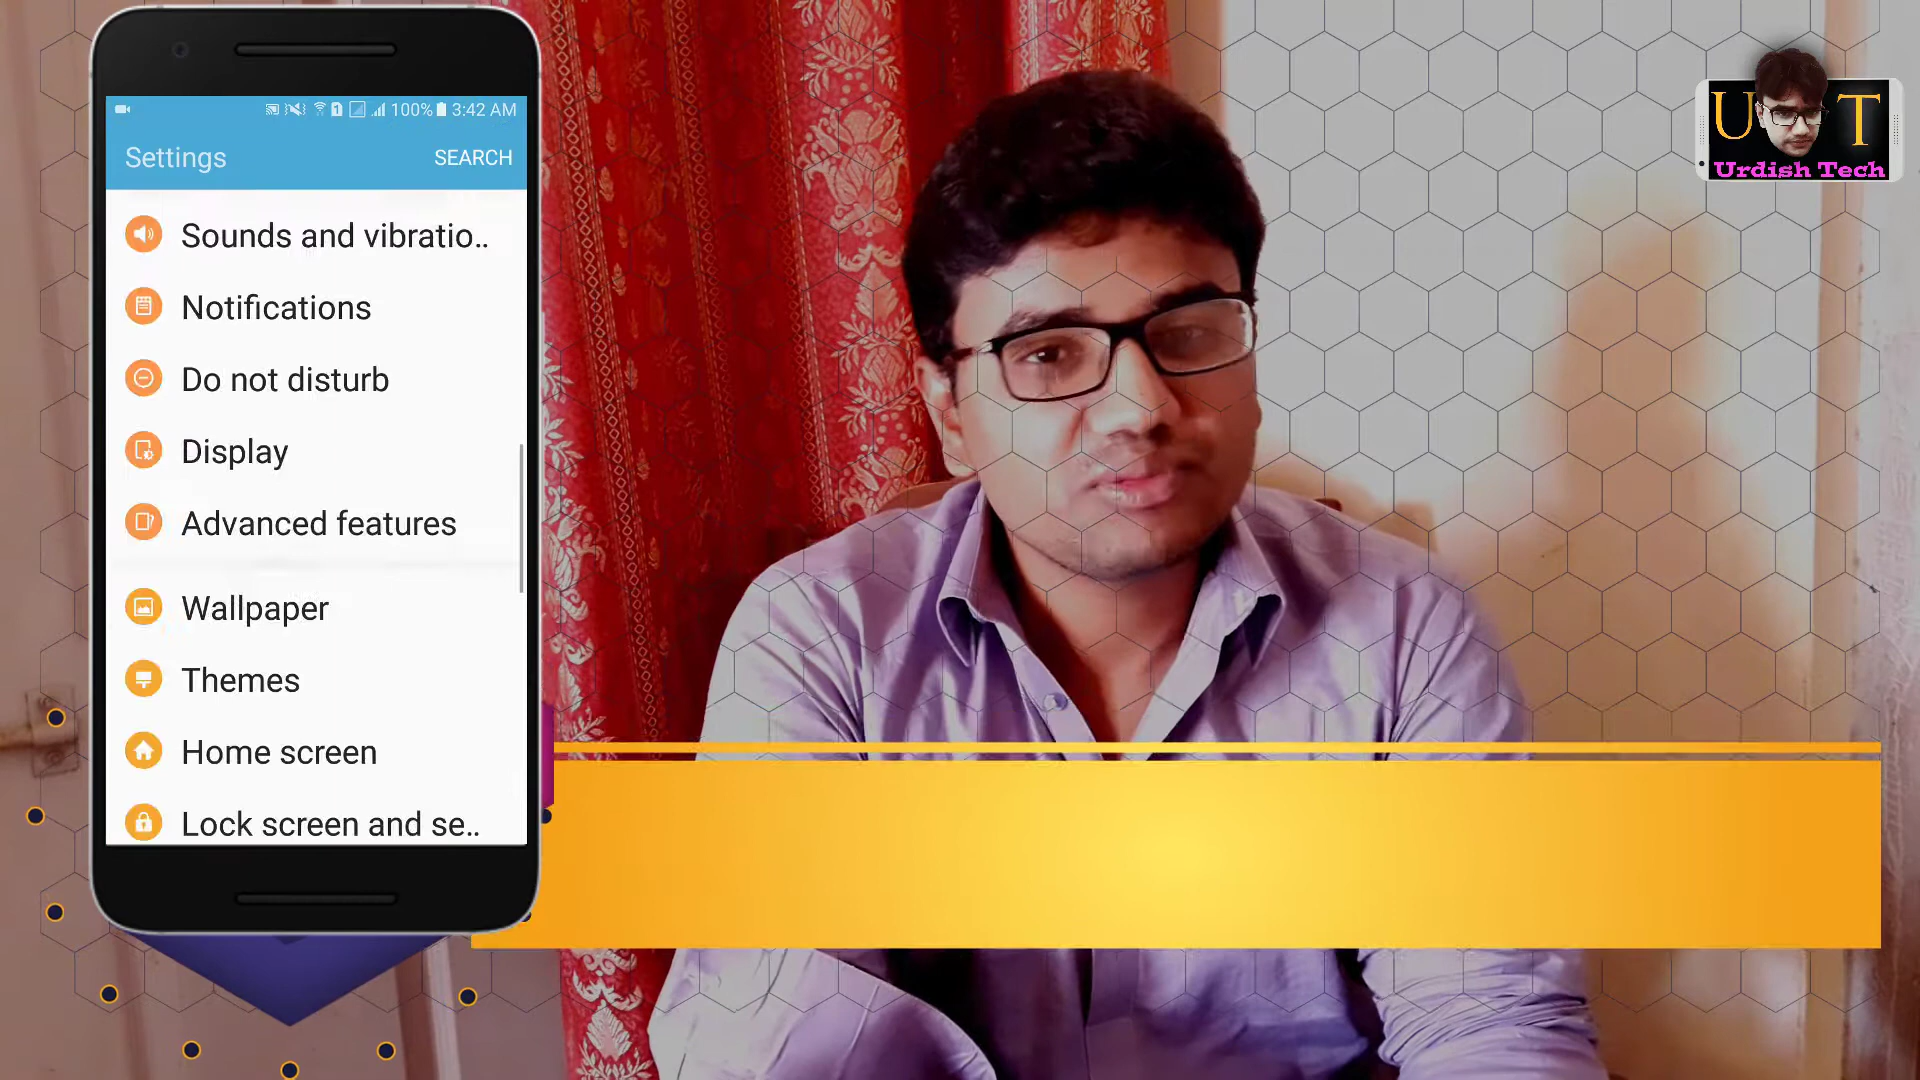 100% 3:42 AM
Settings
SEARCH
Sounds and vibratio..
Notifications
Do not disturb
Display
Advanced features
Wallpaper
Themes
Home screen
Lock screen and se..
U T
Urdish Tech